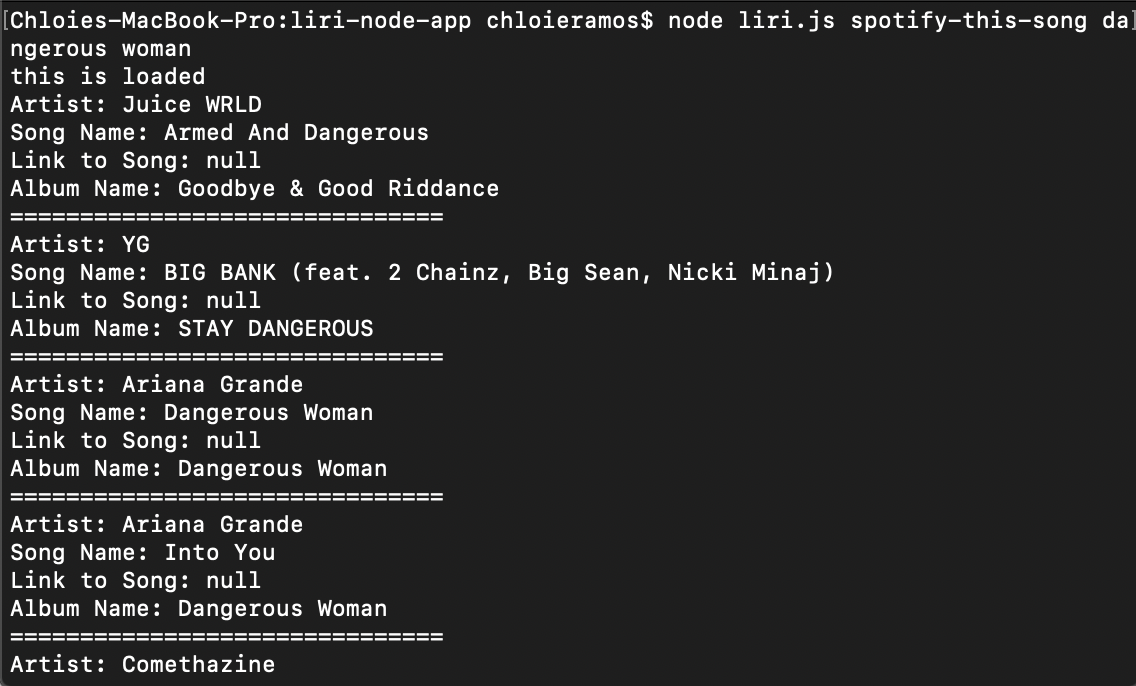 [Chloies-MacBook-Pro:liri-node-app chloieramos$ node liri.js spotify-this-song da]
ngerous woman
this is loaded
Artist: Juice WRLD
Song Name: Armed And Dangerous
Link to Song: null
Album Name: Goodbye & Good Riddance
===============================
Artist: YG
Song Name: BIG BANK (feat. 2 Chainz, Big Sean, Nicki Minaj)
Link to Song: null
Album Name: STAY DANGEROUS
===============================
Artist: Ariana Grande
Song Name: Dangerous Woman
Link to Song: null
Album Name: Dangerous Woman
===============================
Artist: Ariana Grande
Song Name: Into You
Link to Song: null
Album Name: Dangerous Woman
===============================
Artist: Comethazine